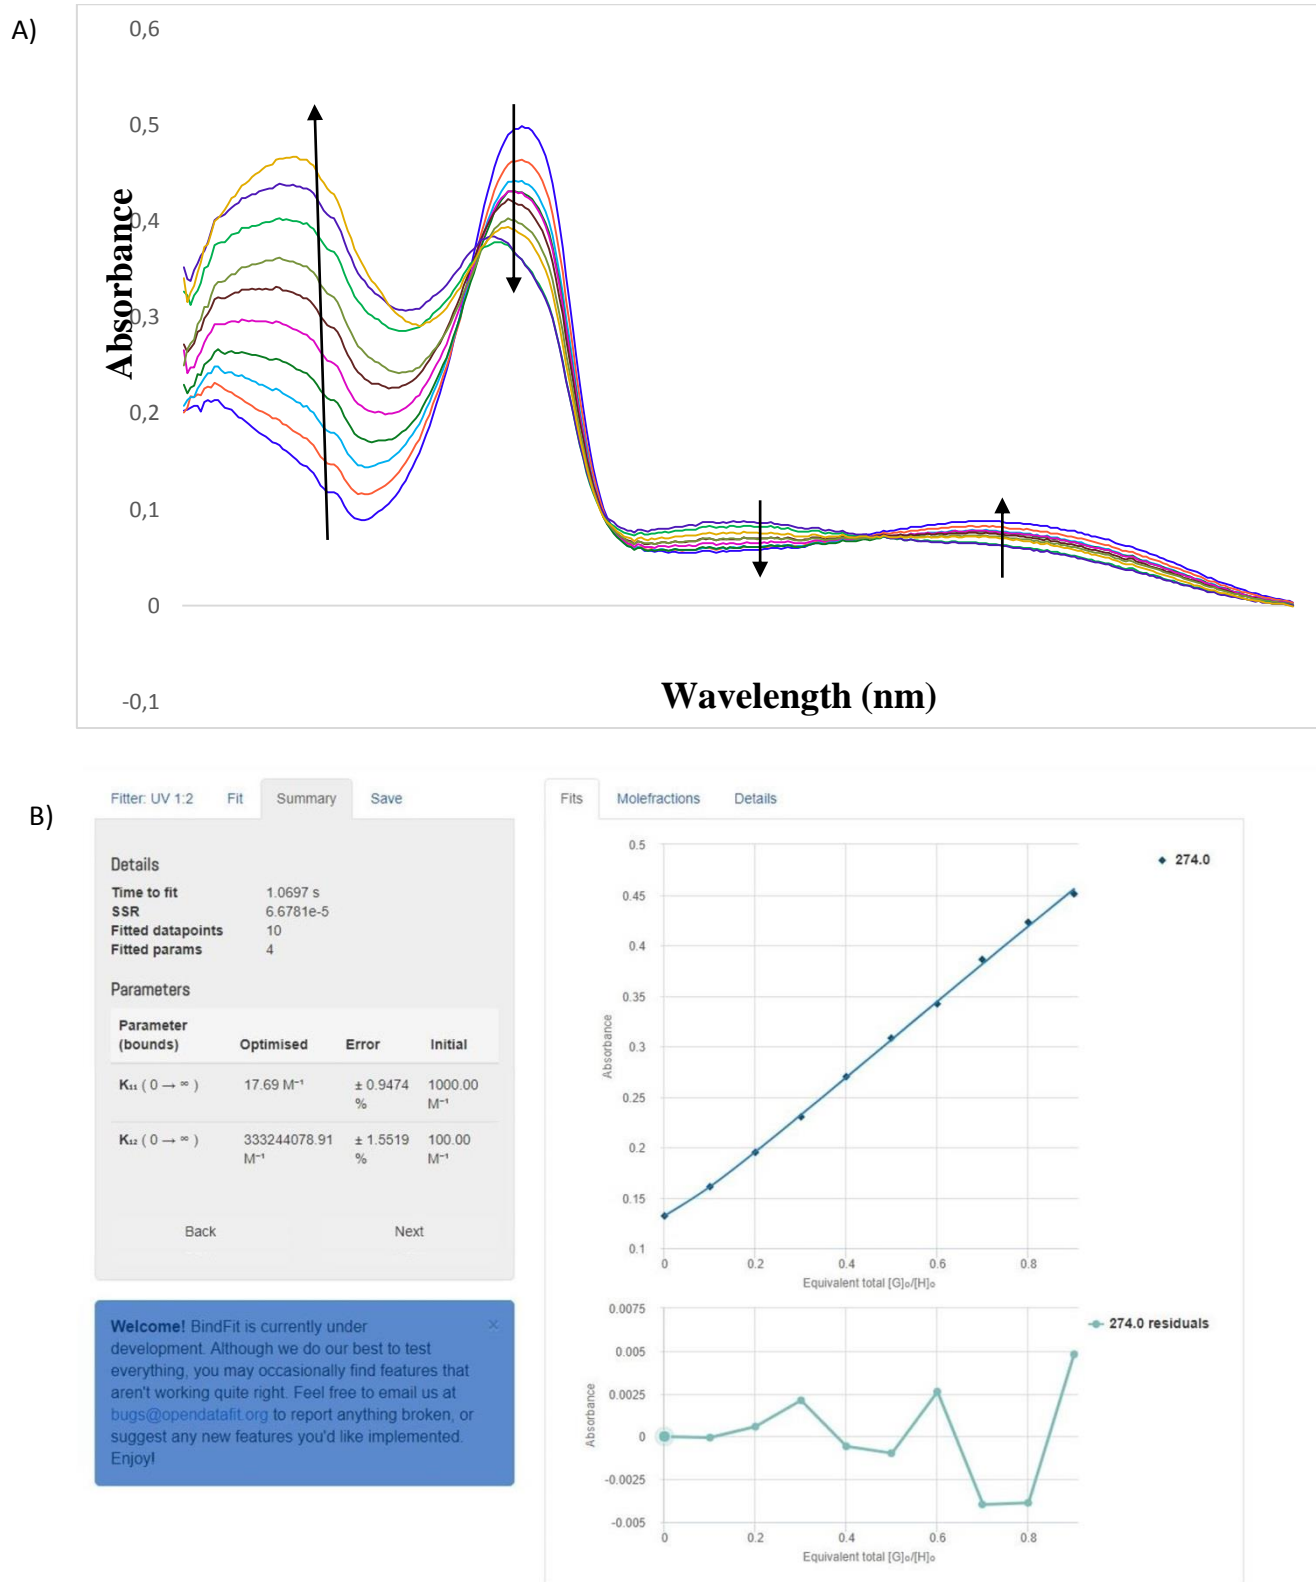 A)
0,6
0,5
0,4
0,3
0,2
0,1
0
-0,1
Absorbance
Wavelength (nm)
B)
Fitter: UV 1:2 Fit Summary Save
Details
Time to fit 1.0697 s
SSR 6.6781e-5
Fitted datapoints 10
Fitted params 4
Parameters
Parameter (bounds) Optimised Error Initial
K₁₁ ( 0 → ∞ ) 17.69 M⁻¹ ± 0.9474 % 1000.00 M⁻¹
K₁₂ ( 0 → ∞ ) 333244078.91 M⁻¹ ± 1.5519 % 100.00 M⁻¹
Back Next
Welcome! BindFit is currently under ×
development. Although we do our best to test
everything, you may occasionally find features that
aren't working quite right. Feel free to email us at
bugs@opendatafit.org to report anything broken, or
suggest any new features you'd like implemented.
Enjoy!
Fits Molefractions Details
274.0
0.5
0.45
0.4
0.35
0.3
0.25
0.2
0.15
0.1
Absorbance
0 0.2 0.4 0.6 0.8
Equivalent total [G]₀/[H]₀
274.0 residuals
0.0075
0.005
0.0025
0
-0.0025
-0.005
Absorbance
0 0.2 0.4 0.6 0.8
Equivalent total [G]₀/[H]₀